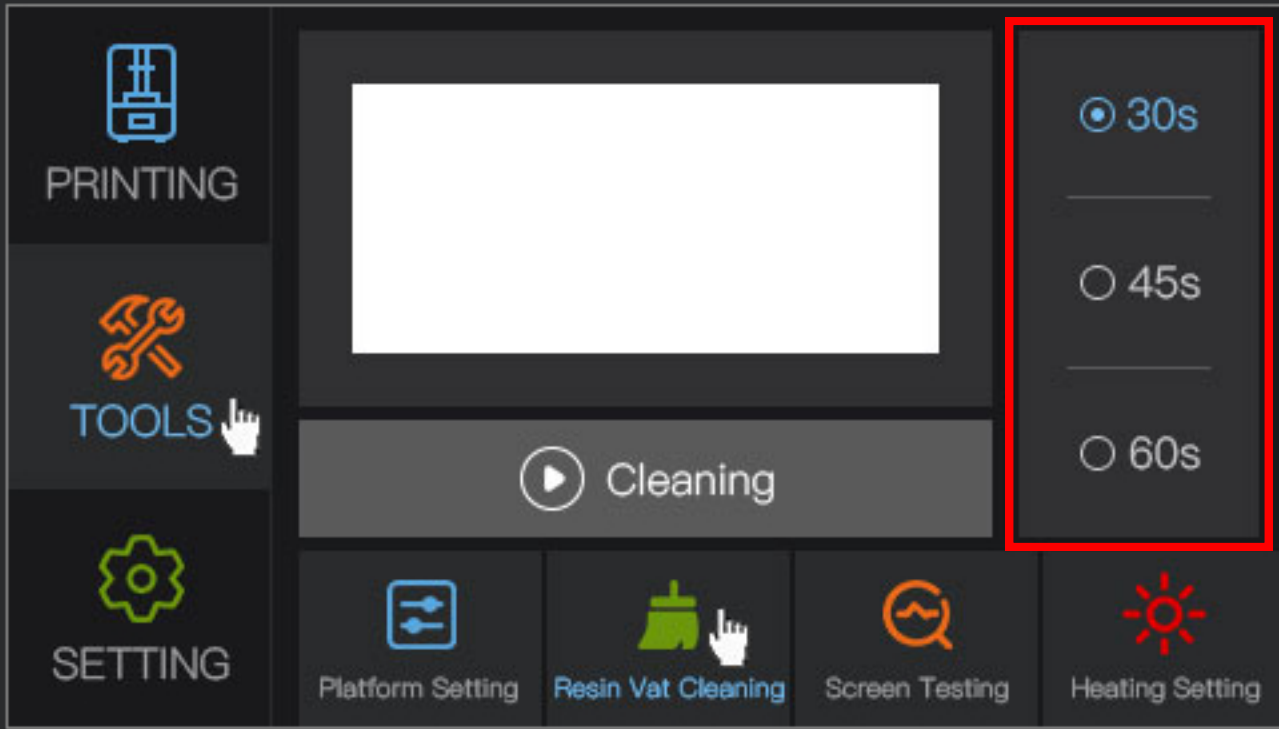 PRINTING
TOOLS
SETTING
30s
45s
60s
Cleaning
Platform Setting
Resin Vat Cleaning
Screen Testing
Heating Setting